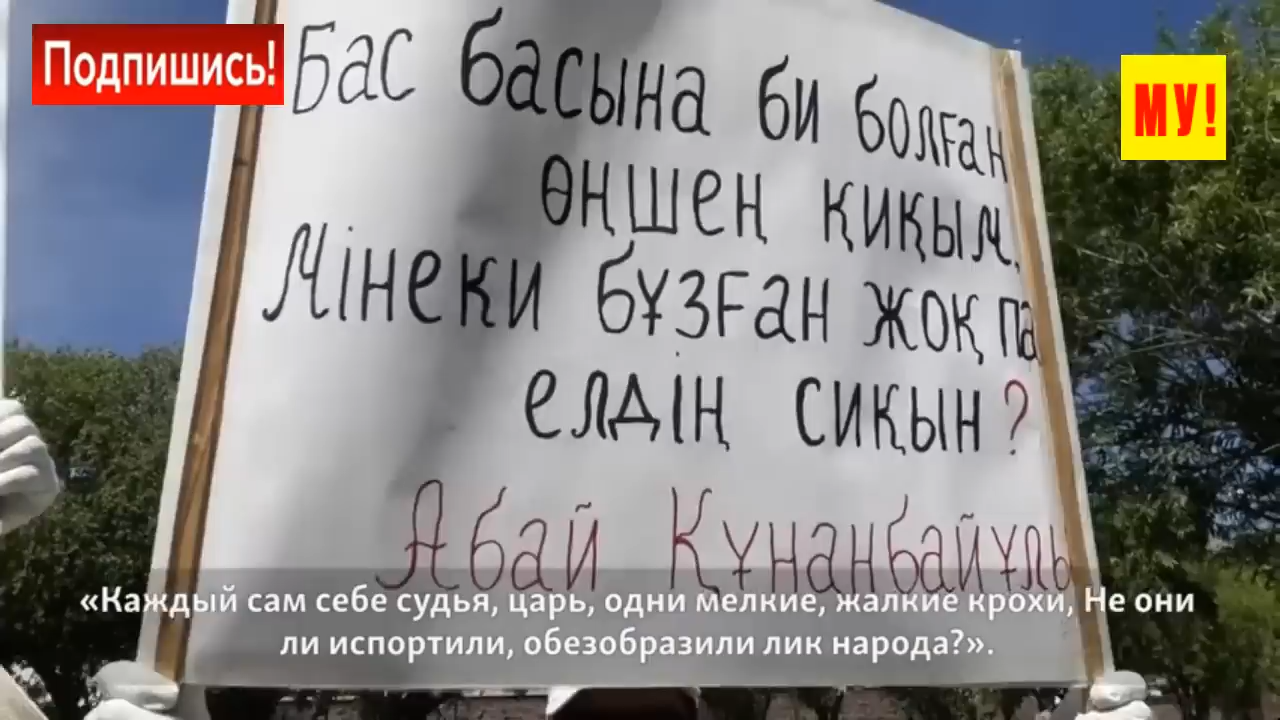 Подпишись!
МУ!
Бас басына би болған
өңшең қиқым.
Мінеки бұзған жоқ па
елдің сиқын?
Абай Құнанбайұлы
«Каждый сам себе судья, царь, одни мелкие, жалкие крохи, Не они
ли испортили, обезобразили лик народа?».